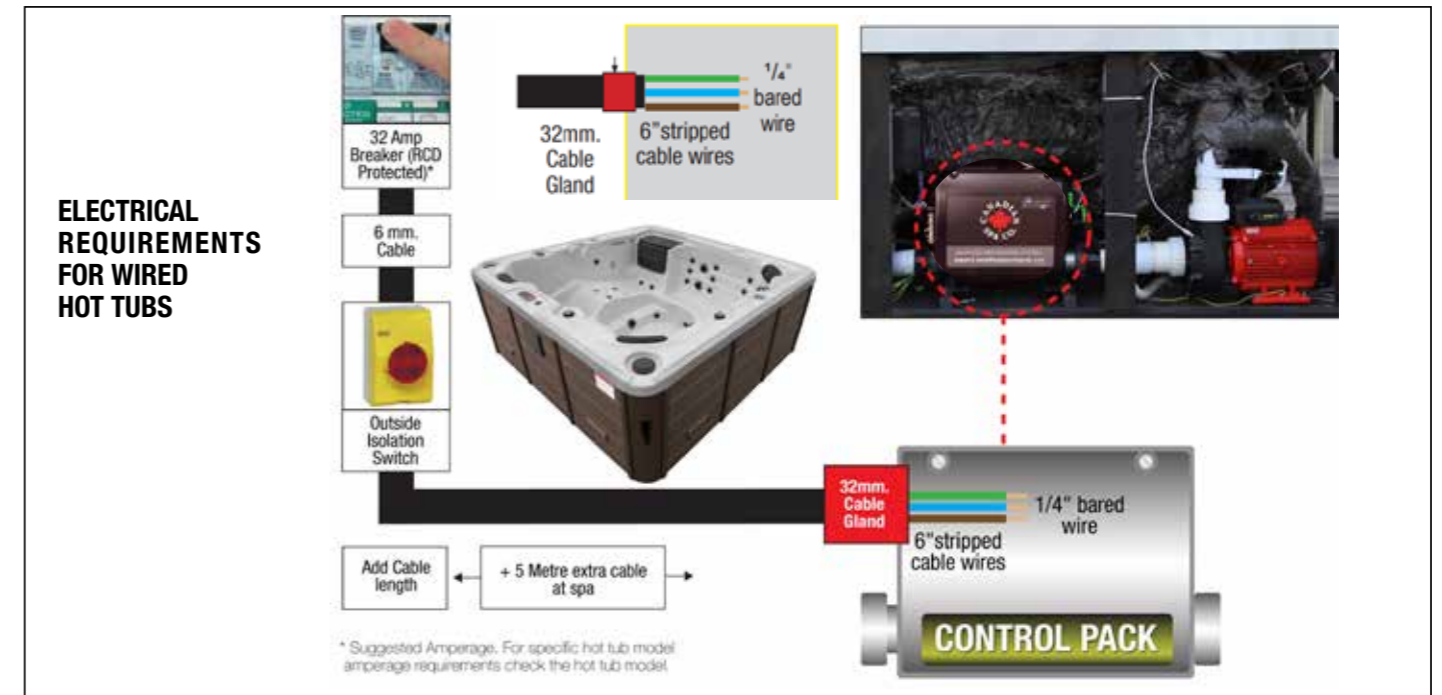 ELECTRICAL
REQUIREMENTS
FOR WIRED
HOT TUBS
32 Amp
Breaker (RCD
Protected)*
6 mm.
Cable
Outside
Isolation
Switch
32mm.
Cable
Gland
6"stripped
cable wires
1/4"
bared
wire
CANADIAN
SPA CO.
32mm.
Cable
Gland
6"stripped
cable wires
1/4" bared
wire
CONTROL PACK
Add Cable
length
+ 5 Metre extra cable
at spa
* Suggested Amperage. For specific hot tub model
amperage requirements check the hot tub model